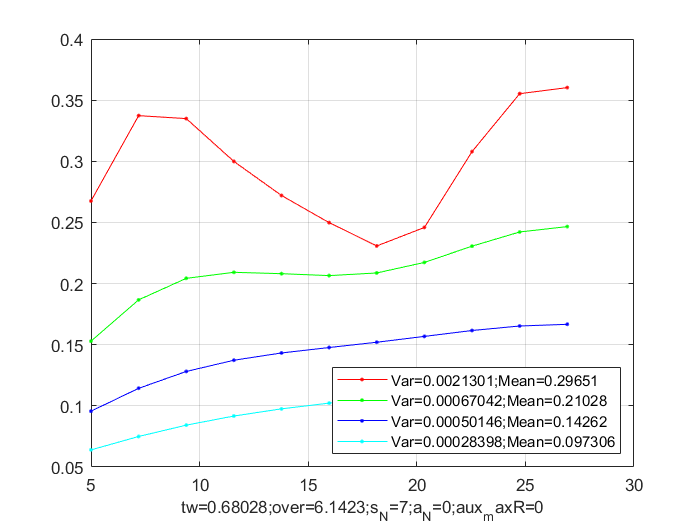 0.4
0.35
0.3
0.25
0.2
0.15
0.1
0.05
Var=0.0021301;Mean=0.29651
Var=0.00067042;Mean=0.21028
Var=0.00050146;Mean=0.14262
Var=0.00028398;Mean=0.097306
5 10 15 20 25 30
tw=0.68028;over=6.1423;s_N=7;a_N=0;aux_maxR=0